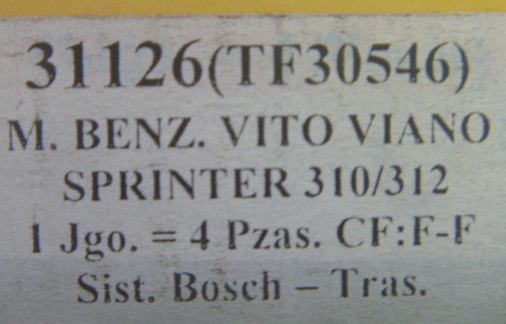 31126(TF30546)
M. BENZ. VITO VIANO
SPRINTER 310/312
1 Jgo. = 4 Pzas. CF:F-F
Sist. Bosch – Tras.